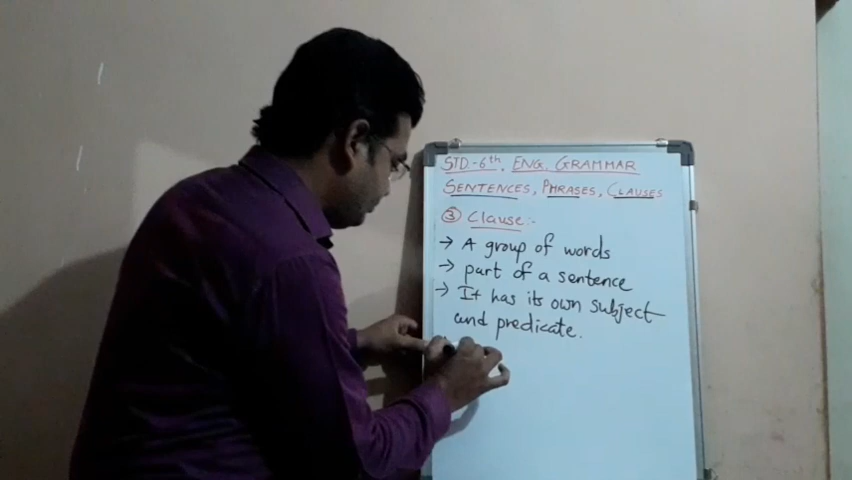 STD-6th, ENG. GRAMMAR
SENTENCES, PHRASES, CLAUSES
③ Clause:-
→ A group of words
→ part of a sentence
→ It has its own subject
and predicate.